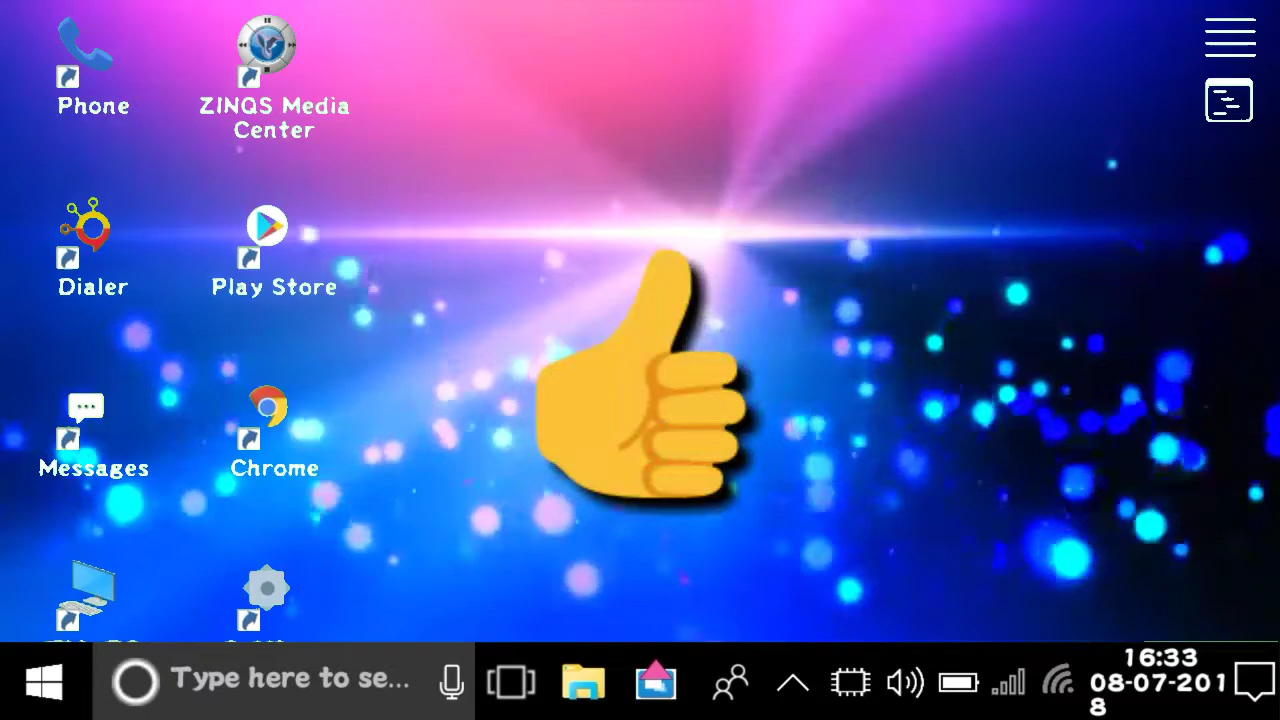 Phone
ZINQS Media
Center
Dialer
Play Store
Messages
Chrome
Type here to se...
16:33
08-07-201
8